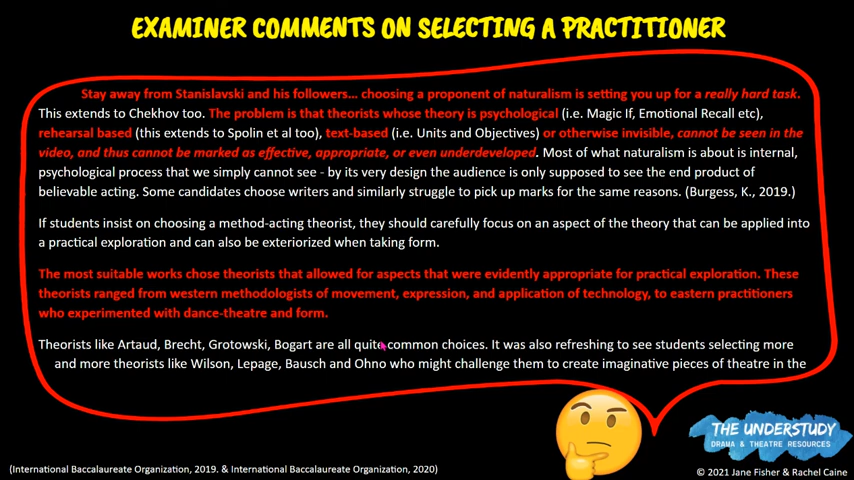 EXAMINER COMMENTS ON SELECTING A PRACTITIONER
Stay away from Stanislavski and his followers... choosing a proponent of naturalism is setting you up for a really hard task.
This extends to Chekhov too. The problem is that theorists whose theory is psychological (i.e. Magic If, Emotional Recall etc),
rehearsal based (this extends to Spolin et al too), text-based (i.e. Units and Objectives) or otherwise invisible, cannot be seen in the
video, and thus cannot be marked as effective, appropriate, or even underdeveloped. Most of what naturalism is about is internal,
psychological process that we simply cannot see - by its very design the audience is only supposed to see the end product of
believable acting. Some candidates choose writers and similarly struggle to pick up marks for the same reasons. (Burgess, K., 2019.)
If students insist on choosing a method-acting theorist, they should carefully focus on an aspect of the theory that can be applied into
a practical exploration and can also be exteriorized when taking form.
The most suitable works chose theorists that allowed for aspects that were evidently appropriate for practical exploration. These
theorists ranged from western methodologists of movement, expression, and application of technology, to eastern practitioners
who experimented with dance-theatre and form.
Theorists like Artaud, Brecht, Grotowski, Bogart are all quite common choices. It was also refreshing to see students selecting more
and more theorists like Wilson, Lepage, Bausch and Ohno who might challenge them to create imaginative pieces of theatre in the
THE UNDERSTUDY
DRAMA & THEATRE RESOURCES
(International Baccalaureate Organization, 2019. & International Baccalaureate Organization, 2020)
© 2021 Jane Fisher & Rachel Caine